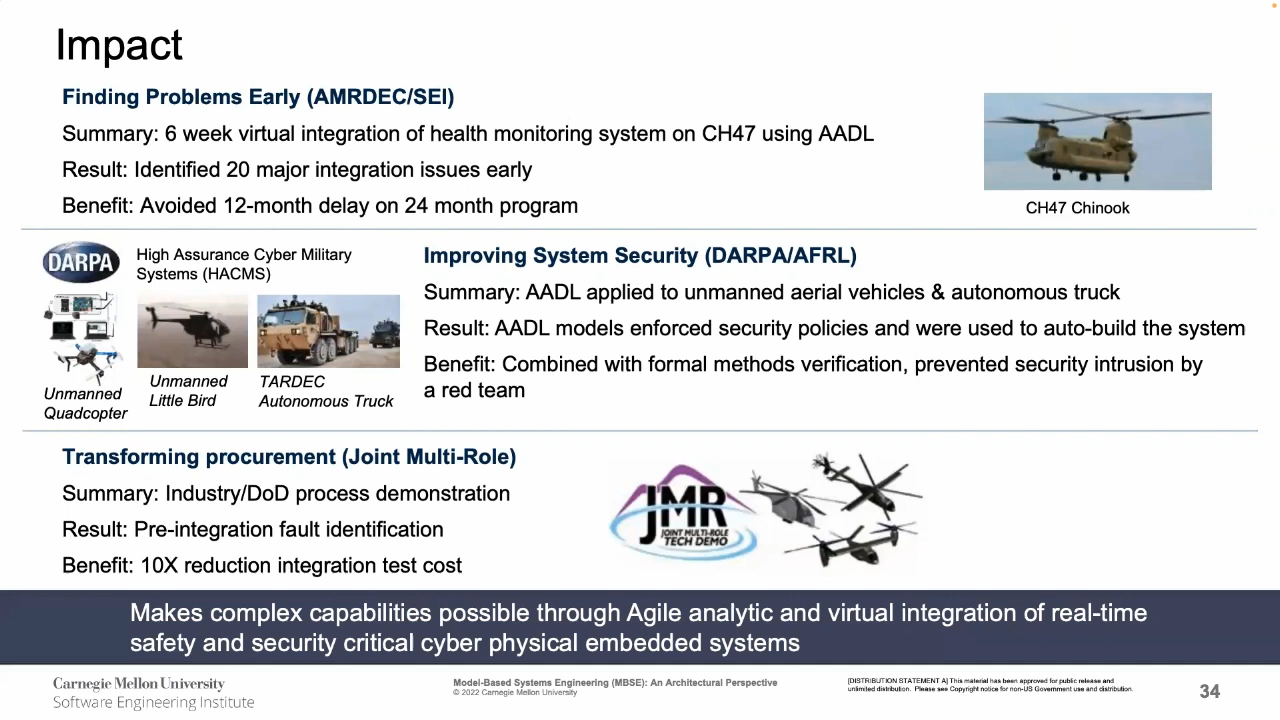 Impact
Finding Problems Early (AMRDEC/SEI)
Summary: 6 week virtual integration of health monitoring system on CH47 using AADL
Result: Identified 20 major integration issues early
Benefit: Avoided 12-month delay on 24 month program
CH47 Chinook
DARPA
High Assurance Cyber Military
Systems (HACMS)
Unmanned
Quadcopter
Unmanned
Little Bird
TARDEC
Autonomous Truck
Improving System Security (DARPA/AFRL)
Summary: AADL applied to unmanned aerial vehicles & autonomous truck
Result: AADL models enforced security policies and were used to auto-build the system
Benefit: Combined with formal methods verification, prevented security intrusion by
a red team
Transforming procurement (Joint Multi-Role)
Summary: Industry/DoD process demonstration
Result: Pre-integration fault identification
Benefit: 10X reduction integration test cost
JMR
JOINT MULTI-ROLE
TECH DEMO
Makes complex capabilities possible through Agile analytic and virtual integration of real-time
safety and security critical cyber physical embedded systems
Carnegie Mellon University
Software Engineering Institute
Model-Based Systems Engineering (MBSE): An Architectural Perspective
© 2022 Carnegie Mellon University
[DISTRIBUTION STATEMENT A] This material has been approved for public release and
unlimited distribution. Please see Copyright notice for non-US Government use and distribution.
34